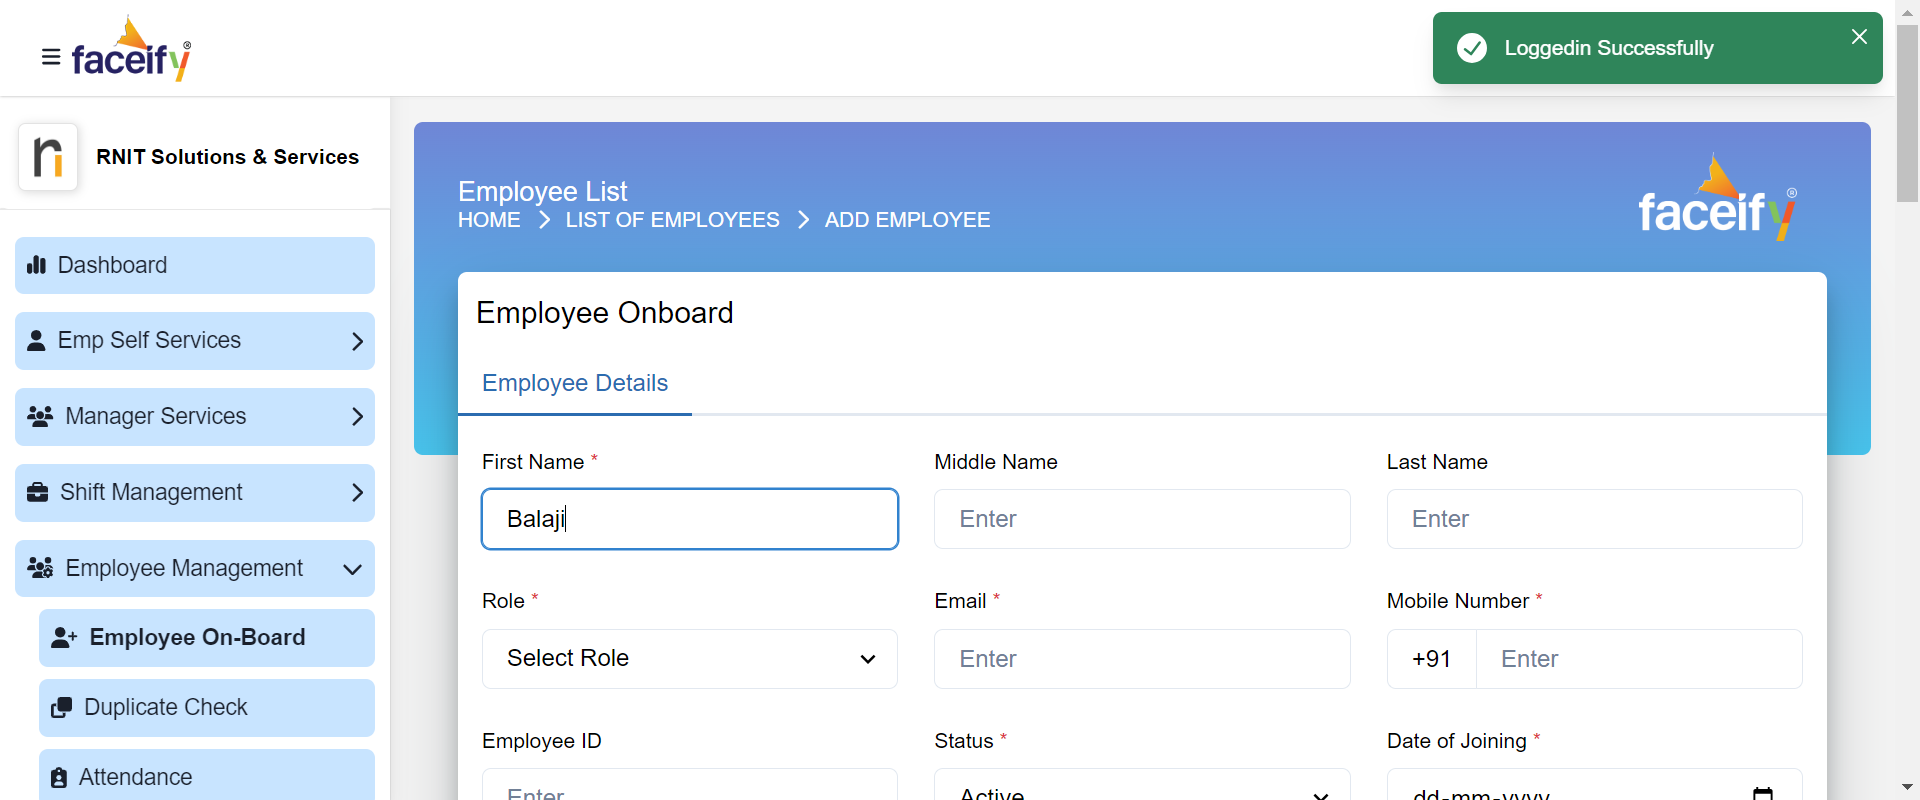 faceify®
Loggedin Successfully
RNIT Solutions & Services
Dashboard
Emp Self Services
Manager Services
Shift Management
Employee Management
Employee On-Board
Duplicate Check
Attendance
Employee List
HOME > LIST OF EMPLOYEES > ADD EMPLOYEE
faceify®
Employee Onboard
Employee Details
First Name * Middle Name Last Name
Balaji Enter Enter
Role * Email * Mobile Number *
Select Role Enter +91 Enter
Employee ID Status * Date of Joining *
Enter Active dd-mm-yyyy